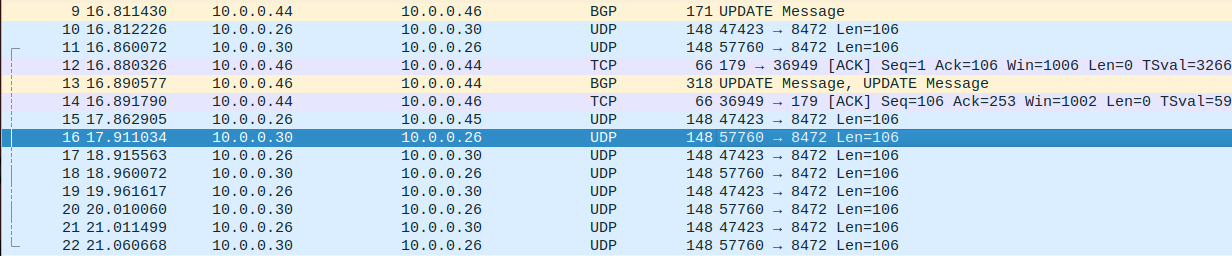 9 16.811430 10.0.0.44 10.0.0.46 BGP 171 UPDATE Message
10 16.812226 10.0.0.26 10.0.0.30 UDP 148 47423 → 8472 Len=106
11 16.860072 10.0.0.30 10.0.0.26 UDP 148 57760 → 8472 Len=106
12 16.880326 10.0.0.46 10.0.0.44 TCP 66 179 → 36949 [ACK] Seq=1 Ack=106 Win=1006 Len=0 TSval=3266
13 16.890577 10.0.0.46 10.0.0.44 BGP 318 UPDATE Message, UPDATE Message
14 16.891790 10.0.0.44 10.0.0.46 TCP 66 36949 → 179 [ACK] Seq=106 Ack=253 Win=1002 Len=0 TSval=59
15 17.862905 10.0.0.26 10.0.0.45 UDP 148 47423 → 8472 Len=106
16 17.911034 10.0.0.30 10.0.0.26 UDP 148 57760 → 8472 Len=106
17 18.915563 10.0.0.26 10.0.0.30 UDP 148 47423 → 8472 Len=106
18 18.960072 10.0.0.30 10.0.0.26 UDP 148 57760 → 8472 Len=106
19 19.961617 10.0.0.26 10.0.0.30 UDP 148 47423 → 8472 Len=106
20 20.010060 10.0.0.30 10.0.0.26 UDP 148 57760 → 8472 Len=106
21 21.011499 10.0.0.26 10.0.0.30 UDP 148 47423 → 8472 Len=106
22 21.060668 10.0.0.30 10.0.0.26 UDP 148 57760 → 8472 Len=106